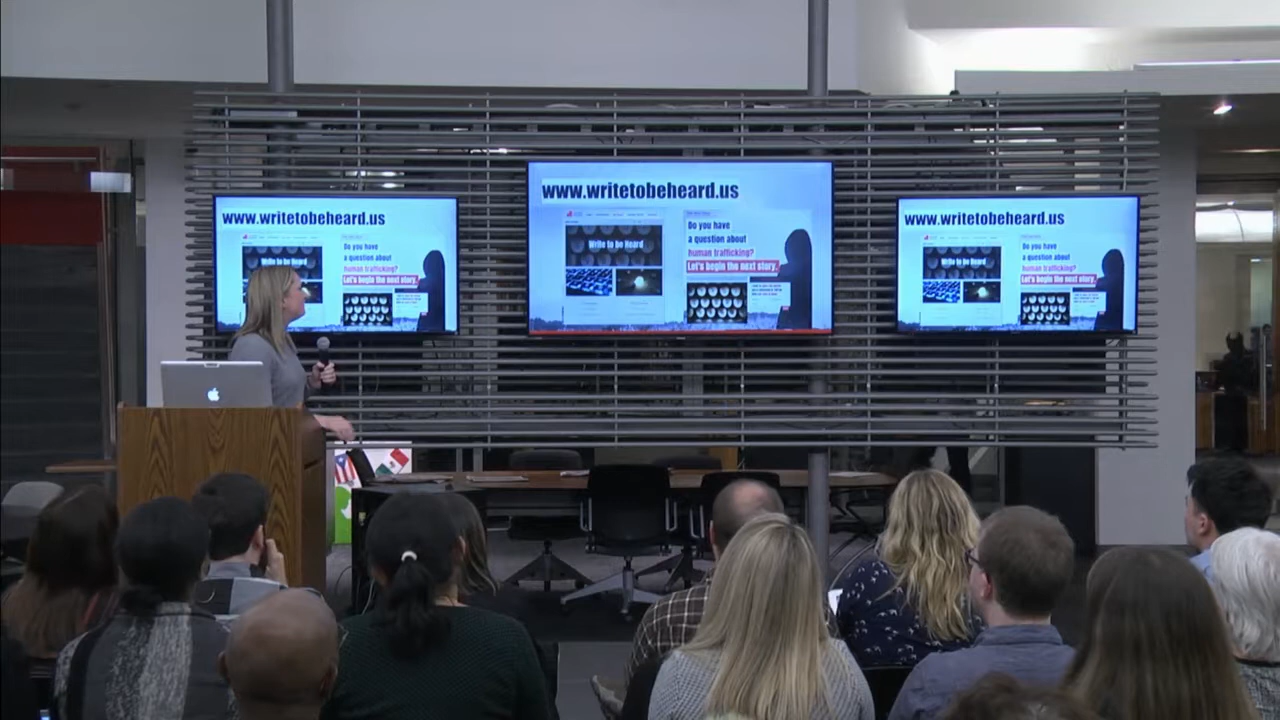 www.writetobeheard.us
Write to be Heard
Do you have
a question about
human trafficking?
Let's begin the next story.
www.writetobeheard.us
Write to be Heard
Do you have
a question about
human trafficking?
Let's begin the next story.
www.writetobeheard.us
Write to be Heard
Do you have
a question about
human trafficking?
Let's begin the next story.